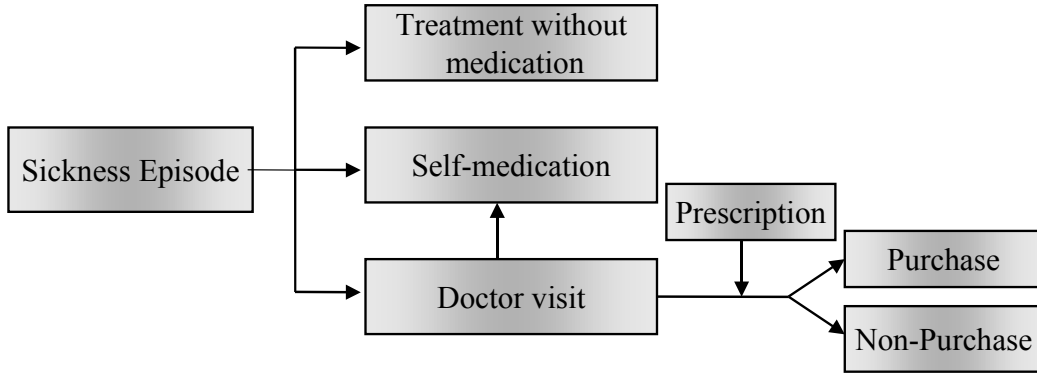 Treatment without
medication
Sickness Episode
Self-medication
Prescription
Doctor visit
Purchase
Non-Purchase